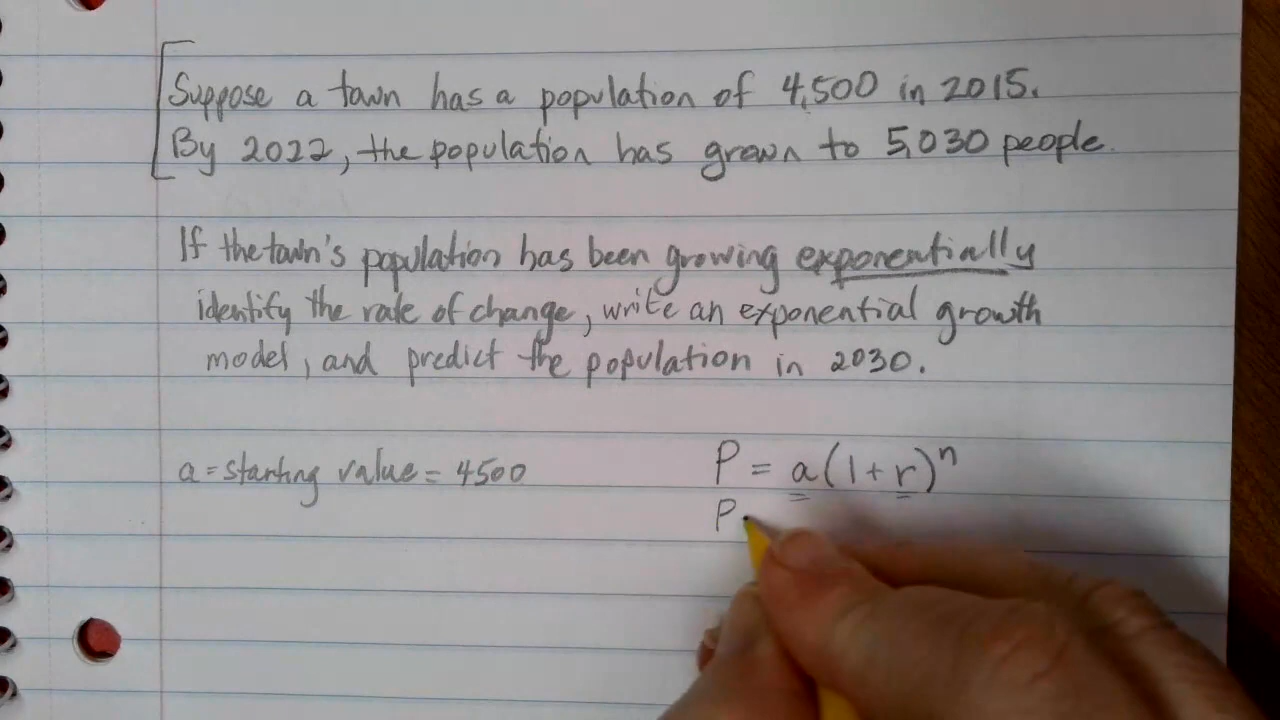 Suppose a town has a population of 4,500 in 2015.
By 2022, the population has grown to 5,030 people.
If the town's population has been growing exponentially
identify the rate of change, write an exponential growth
model, and predict the population in 2030.
a = starting value = 4500
P = a(1+r)^n
P